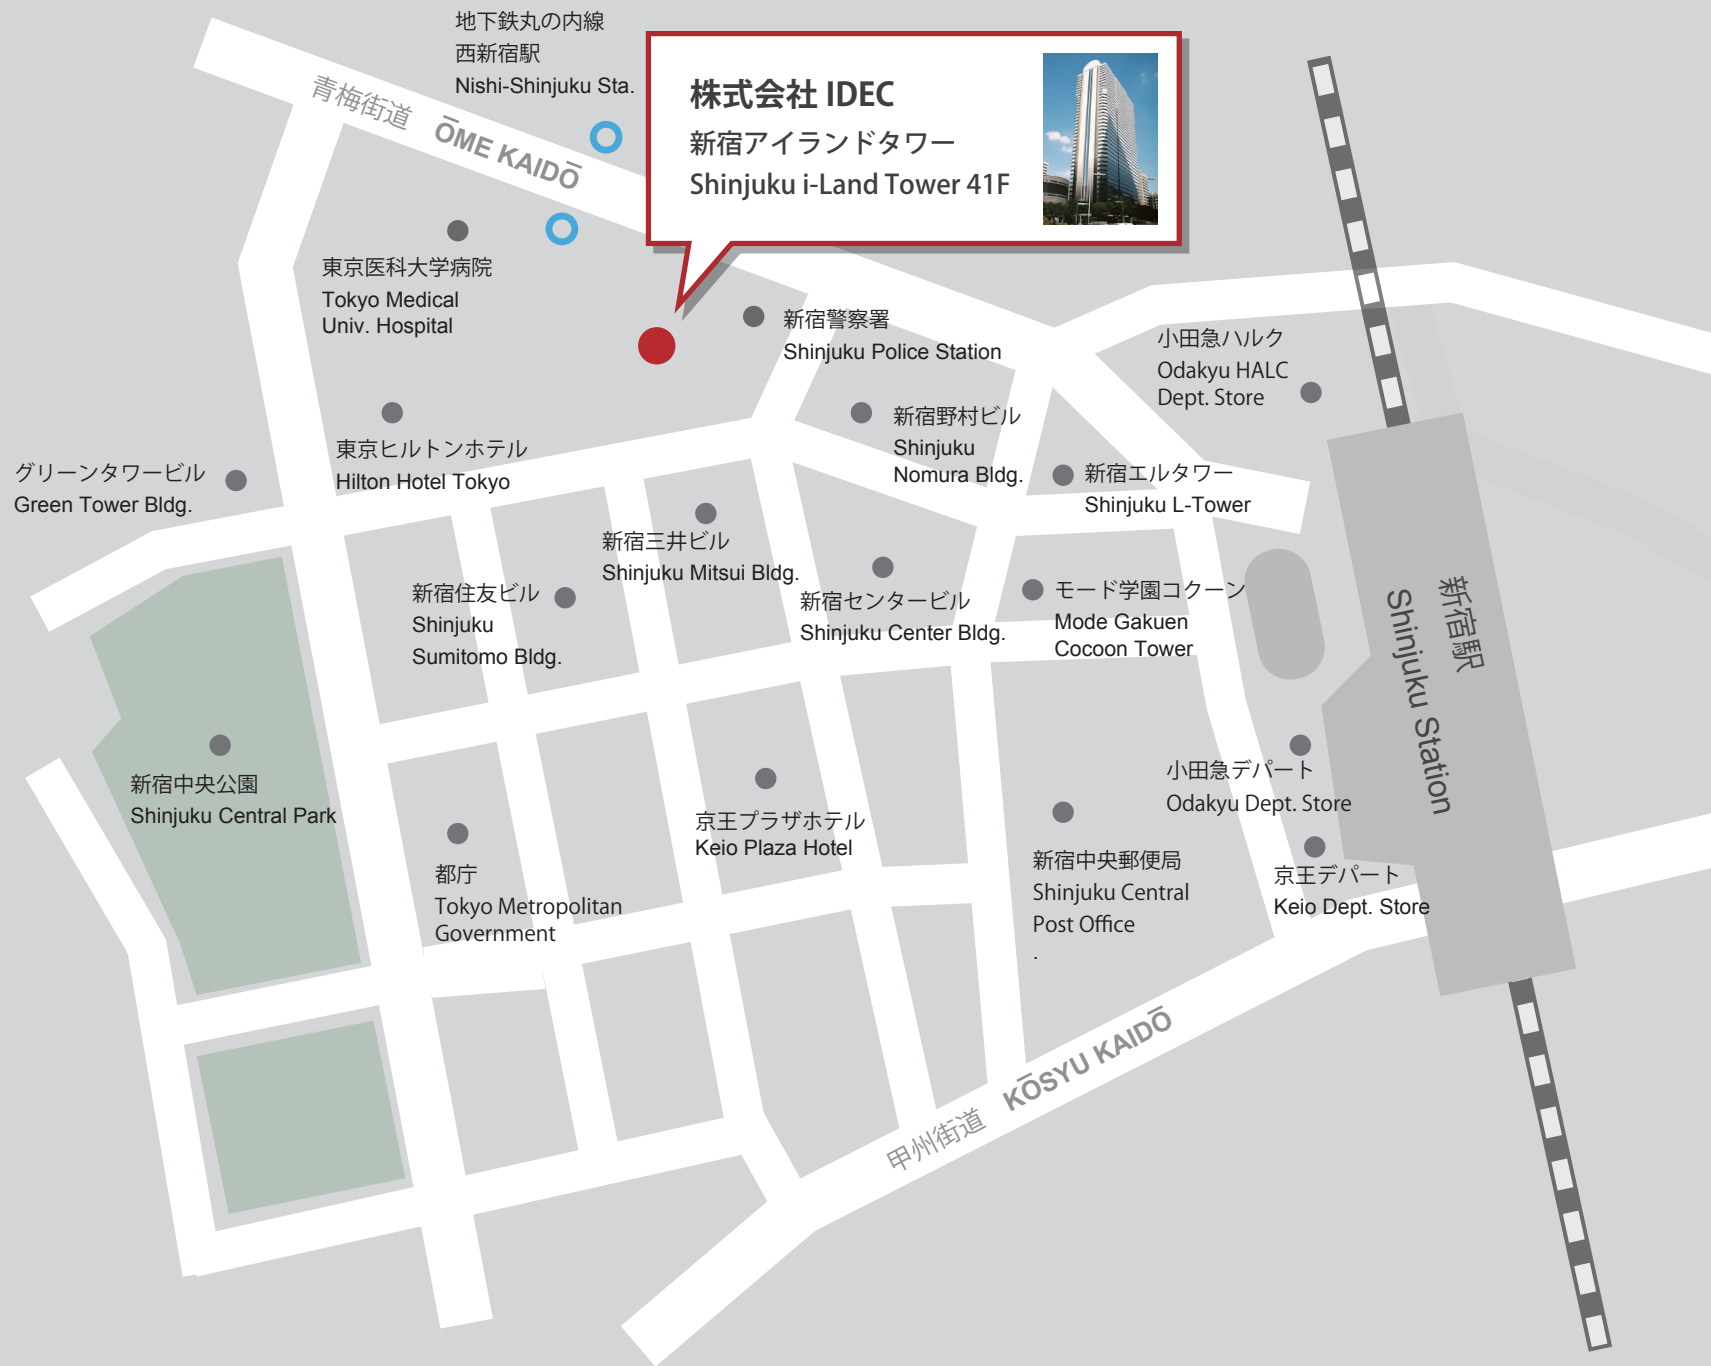 地下鉄丸の内線
西新宿駅
Nishi-Shinjuku Sta.
株式会社 IDEC
新宿アイランドタワー
Shinjuku i-Land Tower 41F
青梅街道 ŌME KAIDŌ
東京医科大学病院
Tokyo Medical
Univ. Hospital
新宿警察署
Shinjuku Police Station
小田急ハルク
Odakyu HALC
Dept. Store
東京ヒルトンホテル
Hilton Hotel Tokyo
新宿野村ビル
Shinjuku
Nomura Bldg.
グリーンタワービル
Green Tower Bldg.
新宿エルタワー
Shinjuku L-Tower
新宿三井ビル
Shinjuku Mitsui Bldg.
新宿住友ビル
Shinjuku
Sumitomo Bldg.
新宿センタービル
Shinjuku Center Bldg.
モード学園コクーン
Mode Gakuen
Cocoon Tower
新宿駅
Shinjuku Station
新宿中央公園
Shinjuku Central Park
小田急デパート
Odakyu Dept. Store
京王プラザホテル
Keio Plaza Hotel
都庁
Tokyo Metropolitan
Government
新宿中央郵便局
Shinjuku Central
Post Office
.
京王デパート
Keio Dept. Store
甲州街道 KŌSYU KAIDŌ